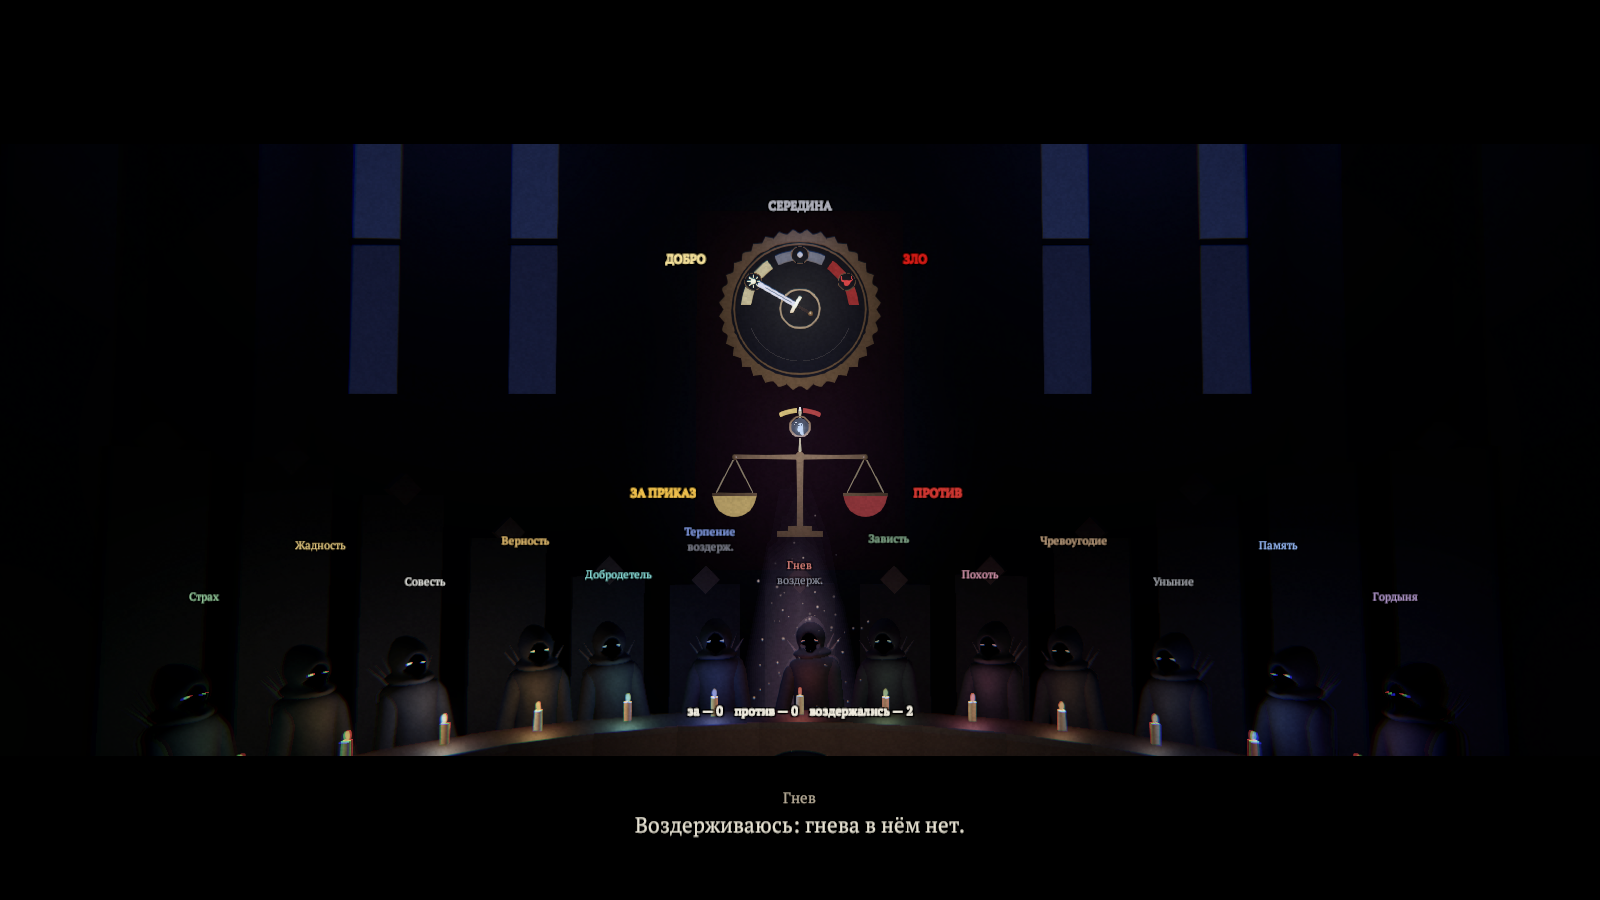 СЕРЕДИНА
ДОБРО
ЗЛО
ЗА ПРИКАЗ
ПРОТИВ
Терпение
воздерж.
Зависть
Жадность
Верность
Чревоугодие
Память
Гнев
воздерж.
Совесть
Добродетель
Похоть
Уныние
Страх
Гордыня
за — 0 против — 0 воздержались — 2
Гнев
Воздерживаюсь: гнева в нём нет.